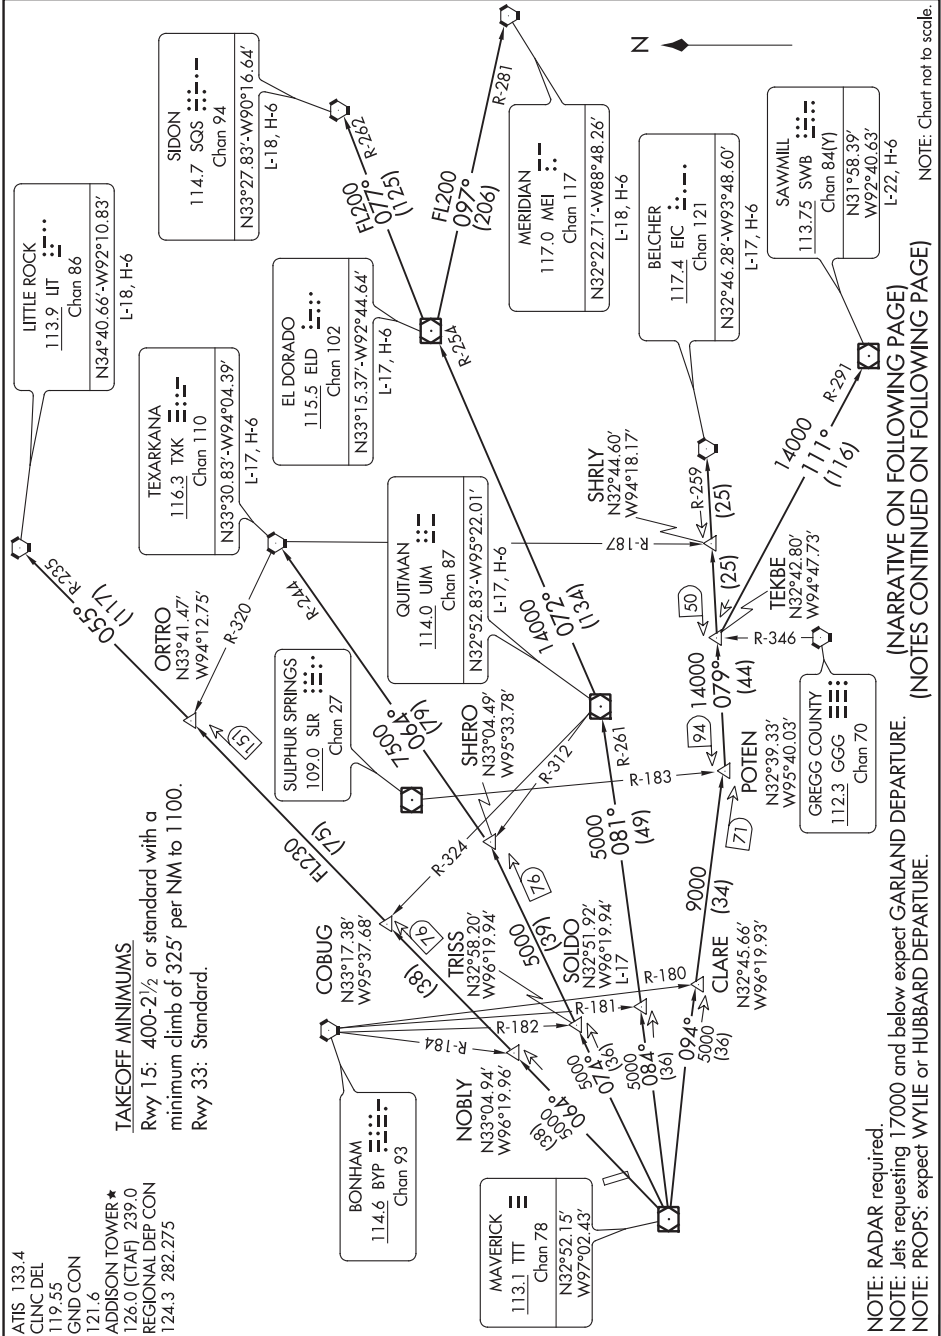 ATIS 133.4
CLNC DEL
119.55
GND CON
121.6
ADDISON TOWER★
126.0 (CTAF) 239.0
REGIONAL DEP CON
124.3 282.275
TAKEOFF MINIMUMS
Rwy 15: 400-2½ or standard with a
minimum climb of 325' per NM to 1100.
Rwy 33: Standard.
LITTLE ROCK
113.9 LIT
Chan 86
N34°40.66'-W92°10.83'
L-18, H-6
SIDON
114.7 SQS
Chan 94
N33°27.83'-W90°16.64'
L-18, H-6
TEXARKANA
116.3 TXK
Chan 110
N33°30.83'-W94°04.39'
L-17, H-6
EL DORADO
115.5 ELD
Chan 102
N33°15.37'-W92°44.64'
L-17, H-6
MERIDIAN
117.0 MEI
Chan 117
N32°22.71'-W88°48.26'
L-18, H-6
BELCHER
117.4 EIC
Chan 121
N32°46.28'-W93°48.60'
L-17, H-6
SAWMILL
113.75 SWB
Chan 84(Y)
N31°58.39'
W92°40.63'
L-22, H-6
QUITMAN
114.0 UIM
Chan 87
N32°52.83'-W95°22.01'
L-17, H-6
SULPHUR SPRINGS
109.0 SLR
Chan 27
GREGG COUNTY
112.3 GGG
Chan 70
BONHAM
114.6 BYP
Chan 93
MAVERICK
113.1 TTT
Chan 78
N32°52.15'
W97°02.43'
N
ORTRO
N33°41.47'
W94°12.75'
COBUG
N33°17.38'
W95°37.68'
NOBLY
N33°04.94'
W96°19.96'
TRISS
N32°58.20'
W96°19.94'
SHERO
N33°04.49'
W95°33.78'
SOLDO
N32°51.92'
W96°19.94'
L-17
CLARE
N32°45.66'
W96°19.93'
POTEN
N32°39.33'
W95°40.03'
TEKBE
N32°42.80'
W94°47.73'
SHRLY
N32°44.60'
W94°18.17'
R-235
055°
(117)
R-320
(151)
FL230
(75)
(76)
(38)
5000
064°
(38)
R-184
R-182
R-181
R-180
R-324
R-312
R-244
7500
064°
(79)
76
5000
(39)
5000
074°
(36)
5000
084°
(36)
094°
5000
(36)
5000
081°
(49)
R-261
R-183
14000
072°
(134)
R-254
FL200
077°
(125)
R-262
FL200
097°
(206)
R-281
9000
(34)
71
94
14000
079°
(44)
R-346
50
(25)
R-187
R-259
(25)
14000
111°
(116)
R-291
NOTE: RADAR required.
NOTE: Jets requesting 17000 and below expect GARLAND DEPARTURE.
NOTE: PROPS: expect WYLIE or HUBBARD DEPARTURE.
(NARRATIVE ON FOLLOWING PAGE)
(NOTES CONTINUED ON FOLLOWING PAGE)
NOTE: Chart not to scale.